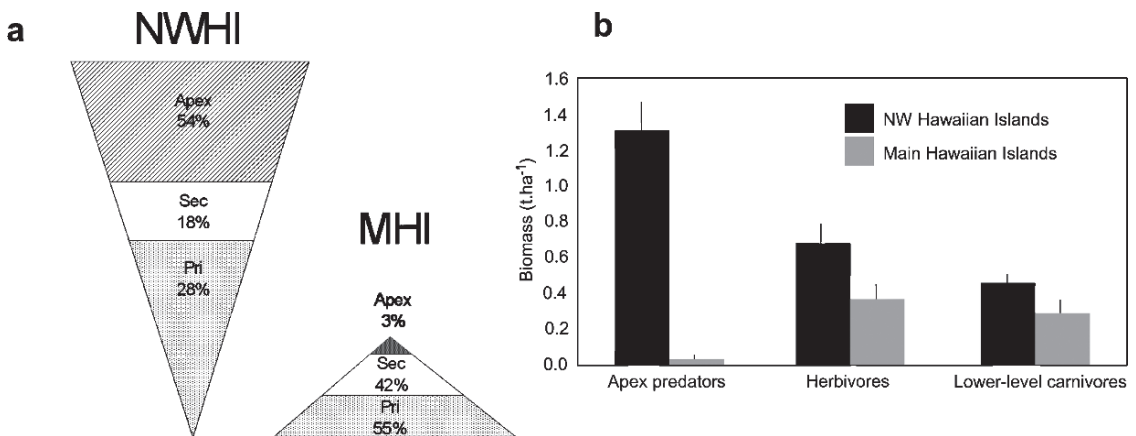 a
NWHI
Apex
54%
Sec
18%
Pri
28%
MHI
Apex
3%
Sec
42%
Pri
55%
b
Biomass (t.ha⁻¹)
1.6
1.4
1.2
1.0
0.8
0.6
0.4
0.2
0.0
NW Hawaiian Islands
Main Hawaiian Islands
Apex predators
Herbivores
Lower-level carnivores